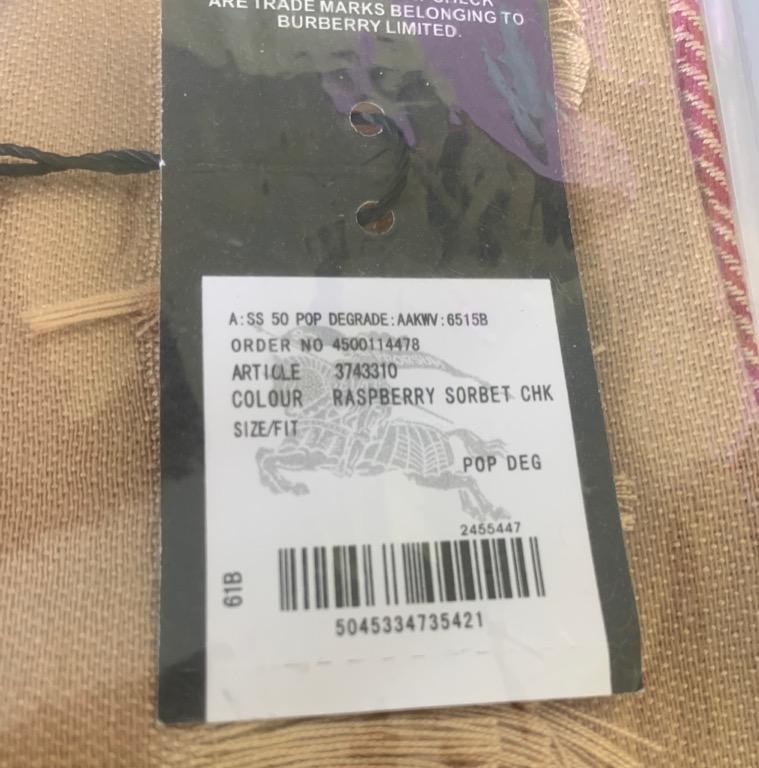 CHECK
ARE TRADE MARKS BELONGING TO
BURBERRY LIMITED.
A:SS 50 POP DEGRADE:AAKWV:6515B
ORDER NO 4500114478
ARTICLE 3743310
COLOUR RASPBERRY SORBET CHK
SIZE/FIT
POP DEG
2455447
61B
5045334735421